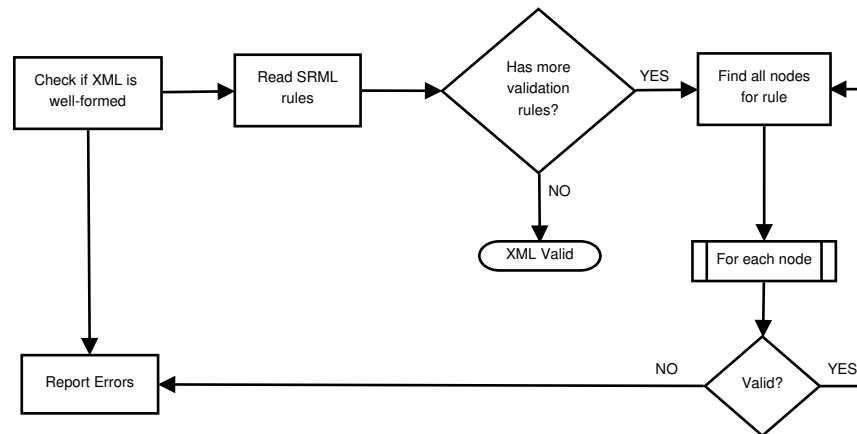 Check if XML is
well-formed
Read SRML
rules
Has more
validation
rules?
YES
Find all nodes
for rule
NO
XML Valid
For each node
Report Errors
NO
Valid?
YES